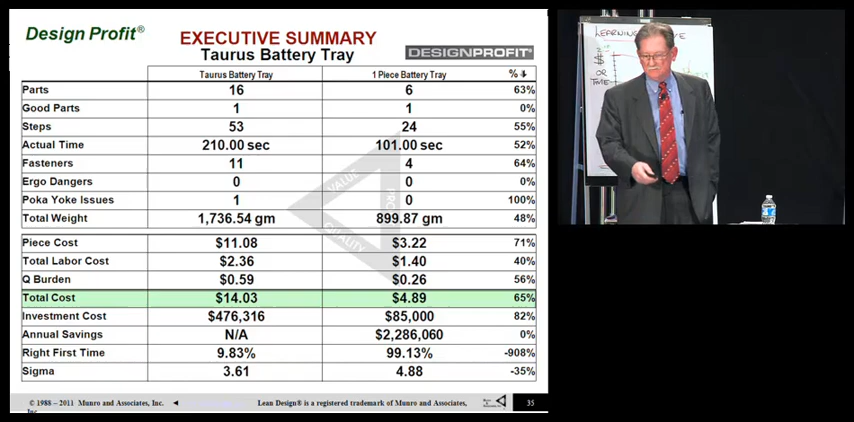 Design Profit®
EXECUTIVE SUMMARY
Taurus Battery Tray
DESIGNPROFIT®
Taurus Battery Tray 1 Piece Battery Tray %
Parts 16 6 63%
Good Parts 1 1 0%
Steps 53 24 55%
Actual Time 210.00 sec 101.00 sec 52%
Fasteners 11 4 64%
Ergo Dangers 0 0 0%
Poka Yoke Issues 1 0 100%
Total Weight 1,736.54 gm 899.87 gm 48%
VALUE
QUALITY
Piece Cost $11.08 $3.22 71%
Total Labor Cost $2.36 $1.40 40%
Q Burden $0.59 $0.26 56%
Total Cost $14.03 $4.89 65%
Investment Cost $476,316 $85,000 82%
Annual Savings N/A $2,286,060 0%
Right First Time 9.83% 99.13% -908%
Sigma 3.61 4.88 -35%
© 1988 – 2011 Munro and Associates, Inc. Lean Design® is a registered trademark of Munro and Associates, 35
Inc.
LEARNING
OR
TIME